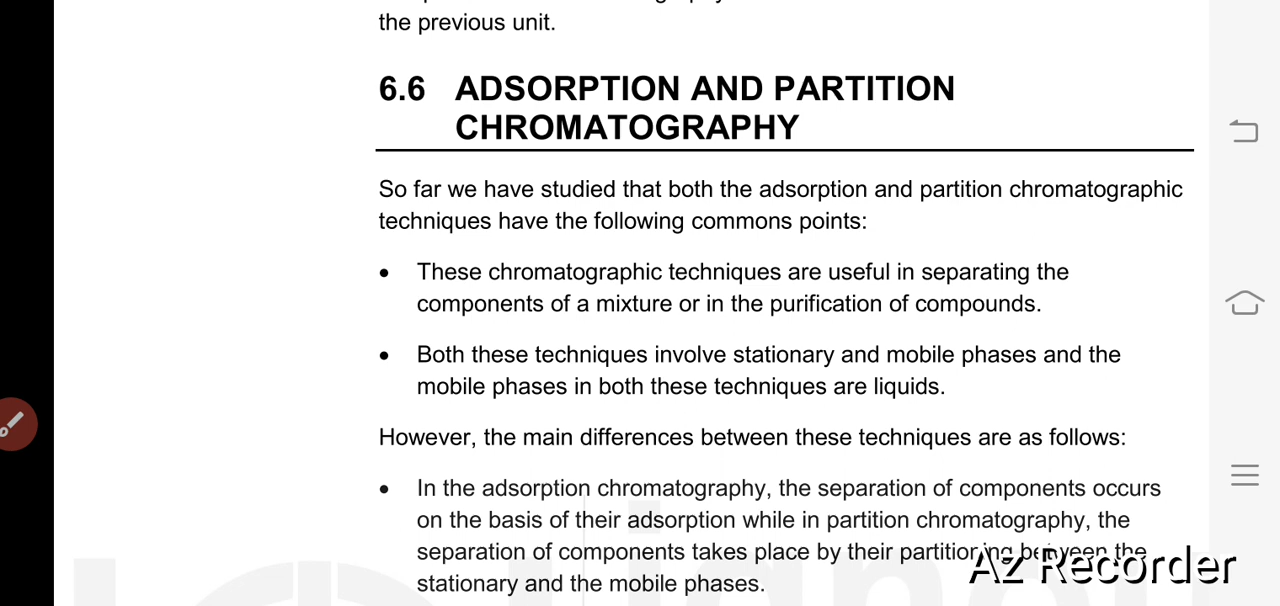 the previous unit.
6.6 ADSORPTION AND PARTITION
CHROMATOGRAPHY
So far we have studied that both the adsorption and partition chromatographic
techniques have the following commons points:
• These chromatographic techniques are useful in separating the
components of a mixture or in the purification of compounds.
• Both these techniques involve stationary and mobile phases and the
mobile phases in both these techniques are liquids.
However, the main differences between these techniques are as follows:
• In the adsorption chromatography, the separation of components occurs
on the basis of their adsorption while in partition chromatography, the
separation of components takes place by their partitioning between the
stationary and the mobile phases.
Az Recorder